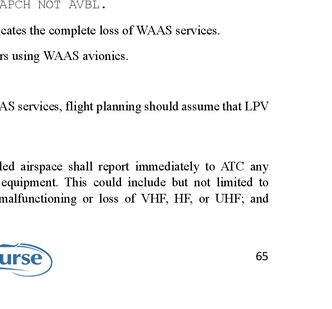 APCH NOT AVBL.
cates the complete loss of WAAS services.
rs using WAAS avionics.
AS services, flight planning should assume that LPV
led airspace shall report immediately to ATC any
equipment. This could include but not limited to
malfunctioning or loss of VHF, HF, or UHF; and
urse
65